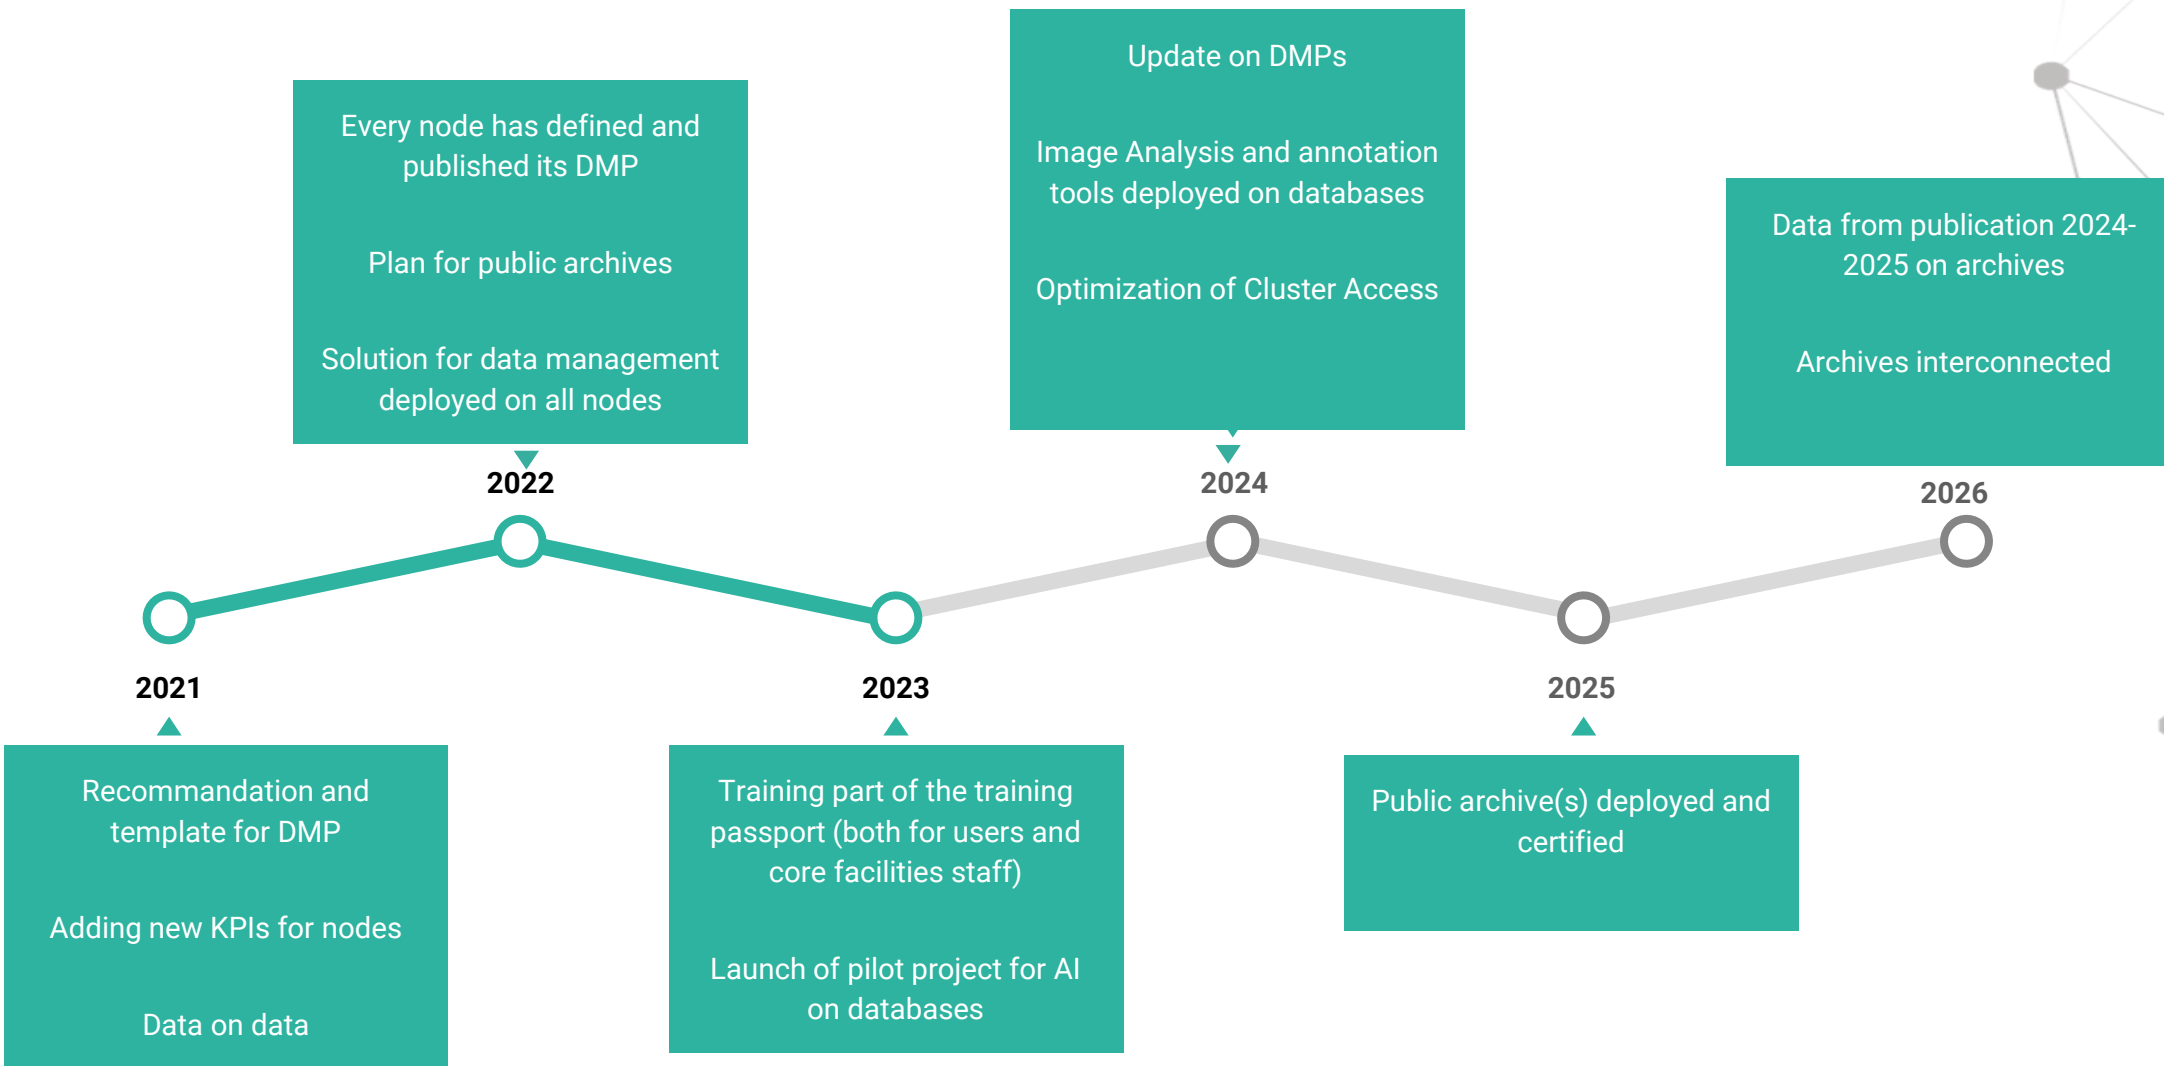 Every node has defined and
published its DMP
Plan for public archives
Solution for data management
deployed on all nodes
2022
Update on DMPs
Image Analysis and annotation
tools deployed on databases
Optimization of Cluster Access
2024
Data from publication 2024-
2025 on archives
Archives interconnected
2026
2021
Recommandation and
template for DMP
Adding new KPIs for nodes
Data on data
2023
Training part of the training
passport (both for users and
core facilities staff)
Launch of pilot project for AI
on databases
2025
Public archive(s) deployed and
certified